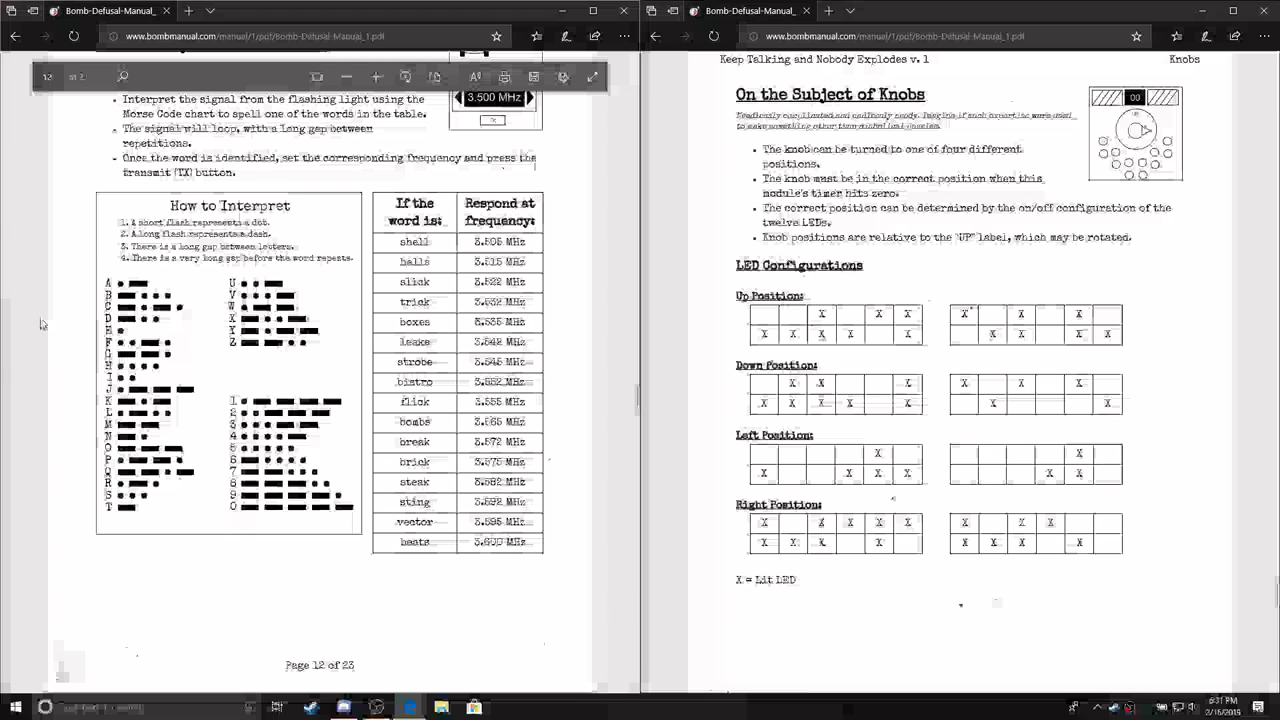 Bomb-Defusal-Manual_1.p
www.bombmanual.com/manual/1/pdf/Bomb-Defusal-Manual_1.pdf
12
3.500 MHz
TX
Interpret the signal from the flashing light using the
Morse Code chart to spell one of the words in the table.
The signal will loop, with a long gap between
repetitions.
Once the word is identified, set the corresponding frequency and press the
transmit (TX) button.
How to Interpret
1. A short flash represents a dot.
2. A long flash represents a dash.
3. There is a long gap between letters.
4. There is a very long gap before the word repeats.
A
B
C
D
E
F
G
H
I
J
K
L
M
N
O
P
Q
R
S
T
U
V
W
X
Y
Z
1
2
3
4
5
6
7
8
9
0
If the word is: Respond at frequency:
shell 3.505 MHz
halls 3.515 MHz
slick 3.522 MHz
trick 3.532 MHz
boxes 3.535 MHz
leaks 3.542 MHz
strobe 3.545 MHz
bistro 3.552 MHz
flick 3.555 MHz
bombs 3.565 MHz
break 3.572 MHz
brick 3.575 MHz
steak 3.582 MHz
sting 3.592 MHz
vector 3.595 MHz
beats 3.600 MHz
Page 12 of 23
Bomb-Defusal-Manual_1.p
www.bombmanual.com/manual/1/pdf/Bomb-Defusal-Manual_1.pdf
Keep Talking and Nobody Explodes v. 1 Knobs
On the Subject of Knobs
00
The knob can be turned to one of four different
positions.
The knob must be in the correct position when this
module's timer hits zero.
The correct position can be determined by the on/off configuration of the
twelve LEDs.
Knob positions are relative to the "UP" label, which may be rotated.
LED Configurations
Up Position:
X X X X X X
X X X X X X X X
Down Position:
X X X X X
X X X X X X X
Left Position:
X X
X X X X X X
Right Position:
X X X X X X X X
X X X X X X X X
X = Lit LED
6:31 PM
2/15/2019